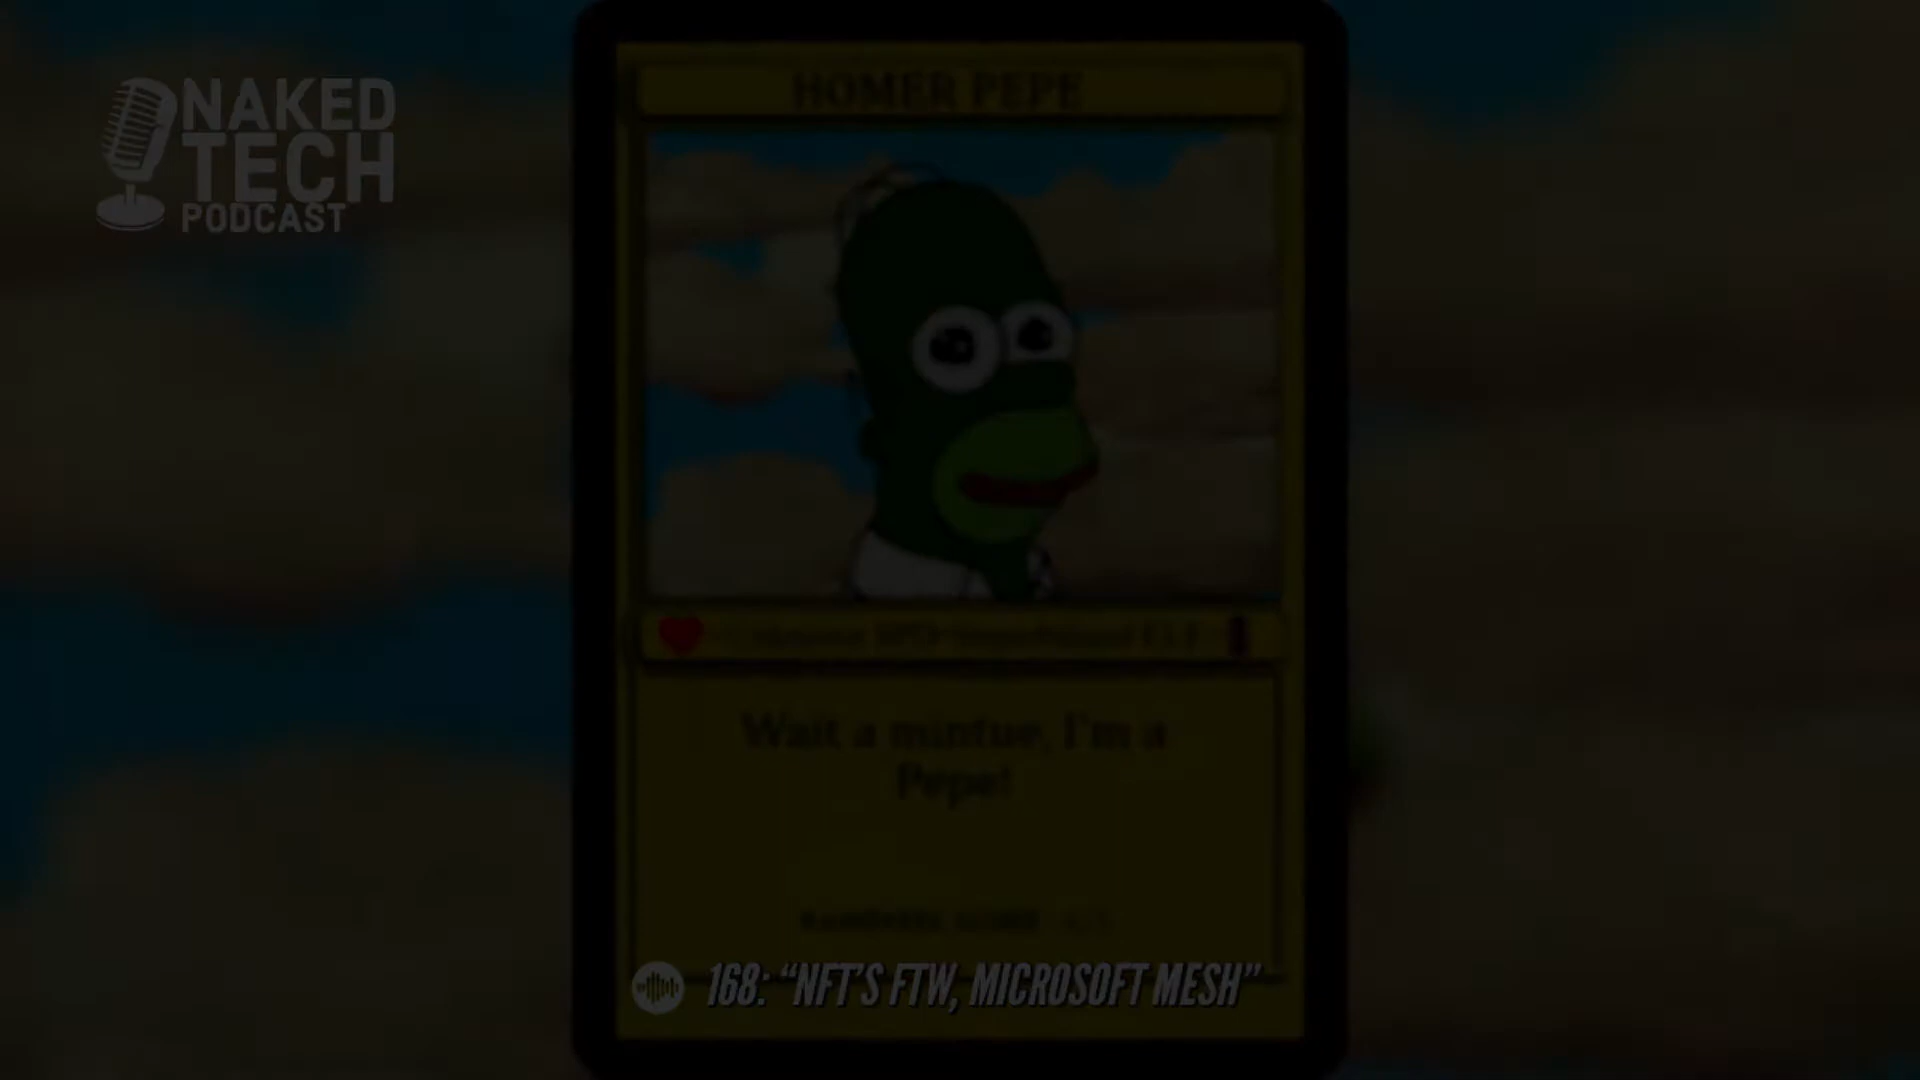 NAKED
TECH
PODCAST
HOMER PEPE
Wait a mintue, I'm a
Pepe!
168: “NFT'S FTW, MICROSOFT MESH”